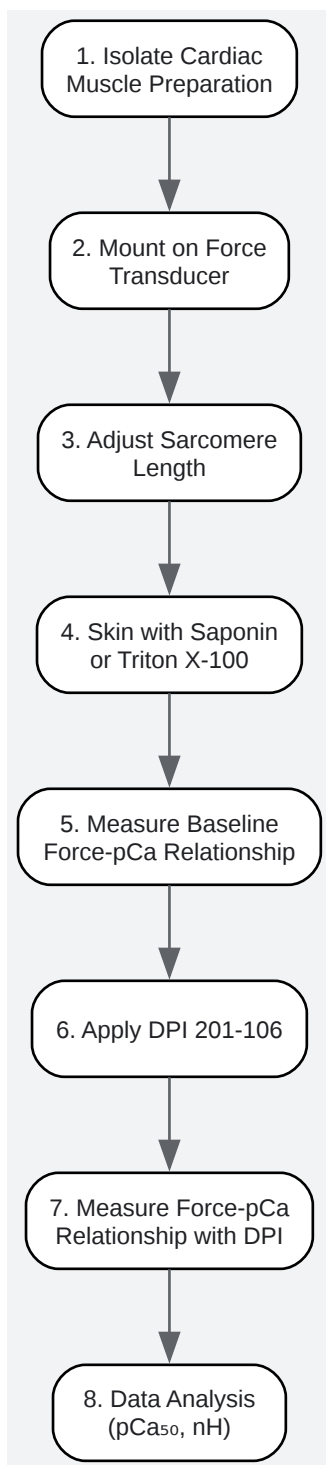 1. Isolate Cardiac
Muscle Preparation
2. Mount on Force
Transducer
3. Adjust Sarcomere
Length
4. Skin with Saponin
or Triton X-100
5. Measure Baseline
Force-pCa Relationship
6. Apply DPI 201-106
7. Measure Force-pCa
Relationship with DPI
8. Data Analysis
(pCa₅₀, nH)